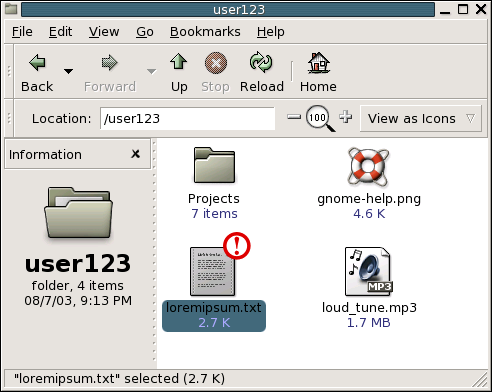 user123
File Edit View Go Bookmarks Help
Back Forward Up Stop Reload Home
Location: /user123 100 View as Icons
Information x
Projects
7 items
gnome-help.png
4.6 K
user123
folder, 4 items
08/7/03, 9:13 PM
!
loremipsum.txt
2.7 K
MP3
loud_tune.mp3
1.7 MB
"loremipsum.txt" selected (2.7 K)